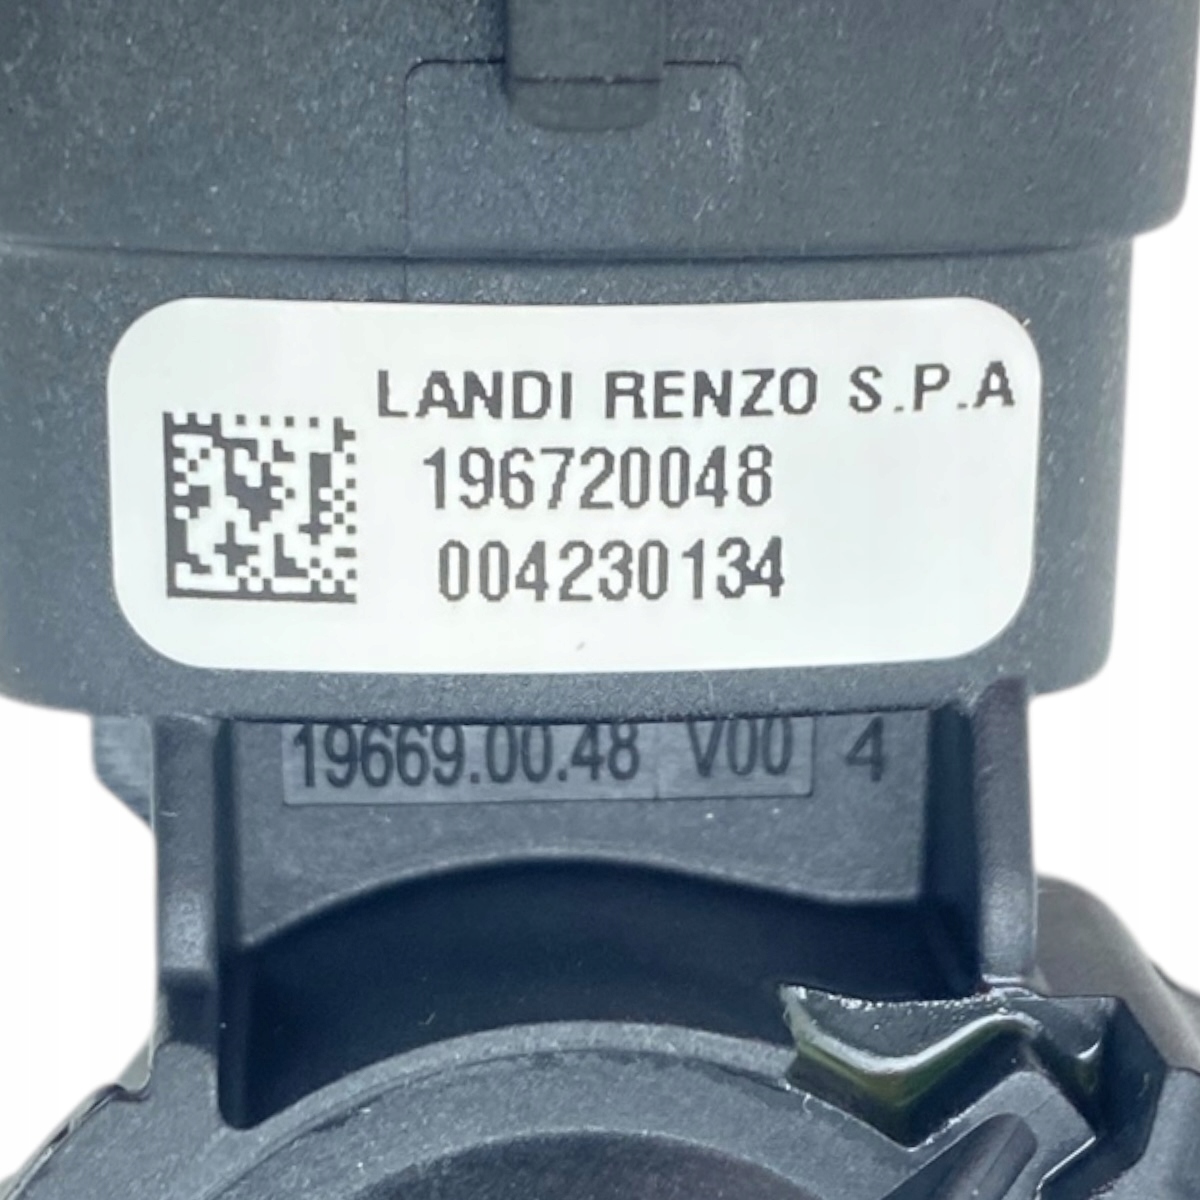 LANDI RENZO S.P.A
196720048
004230134
19669.00.48 V00 4